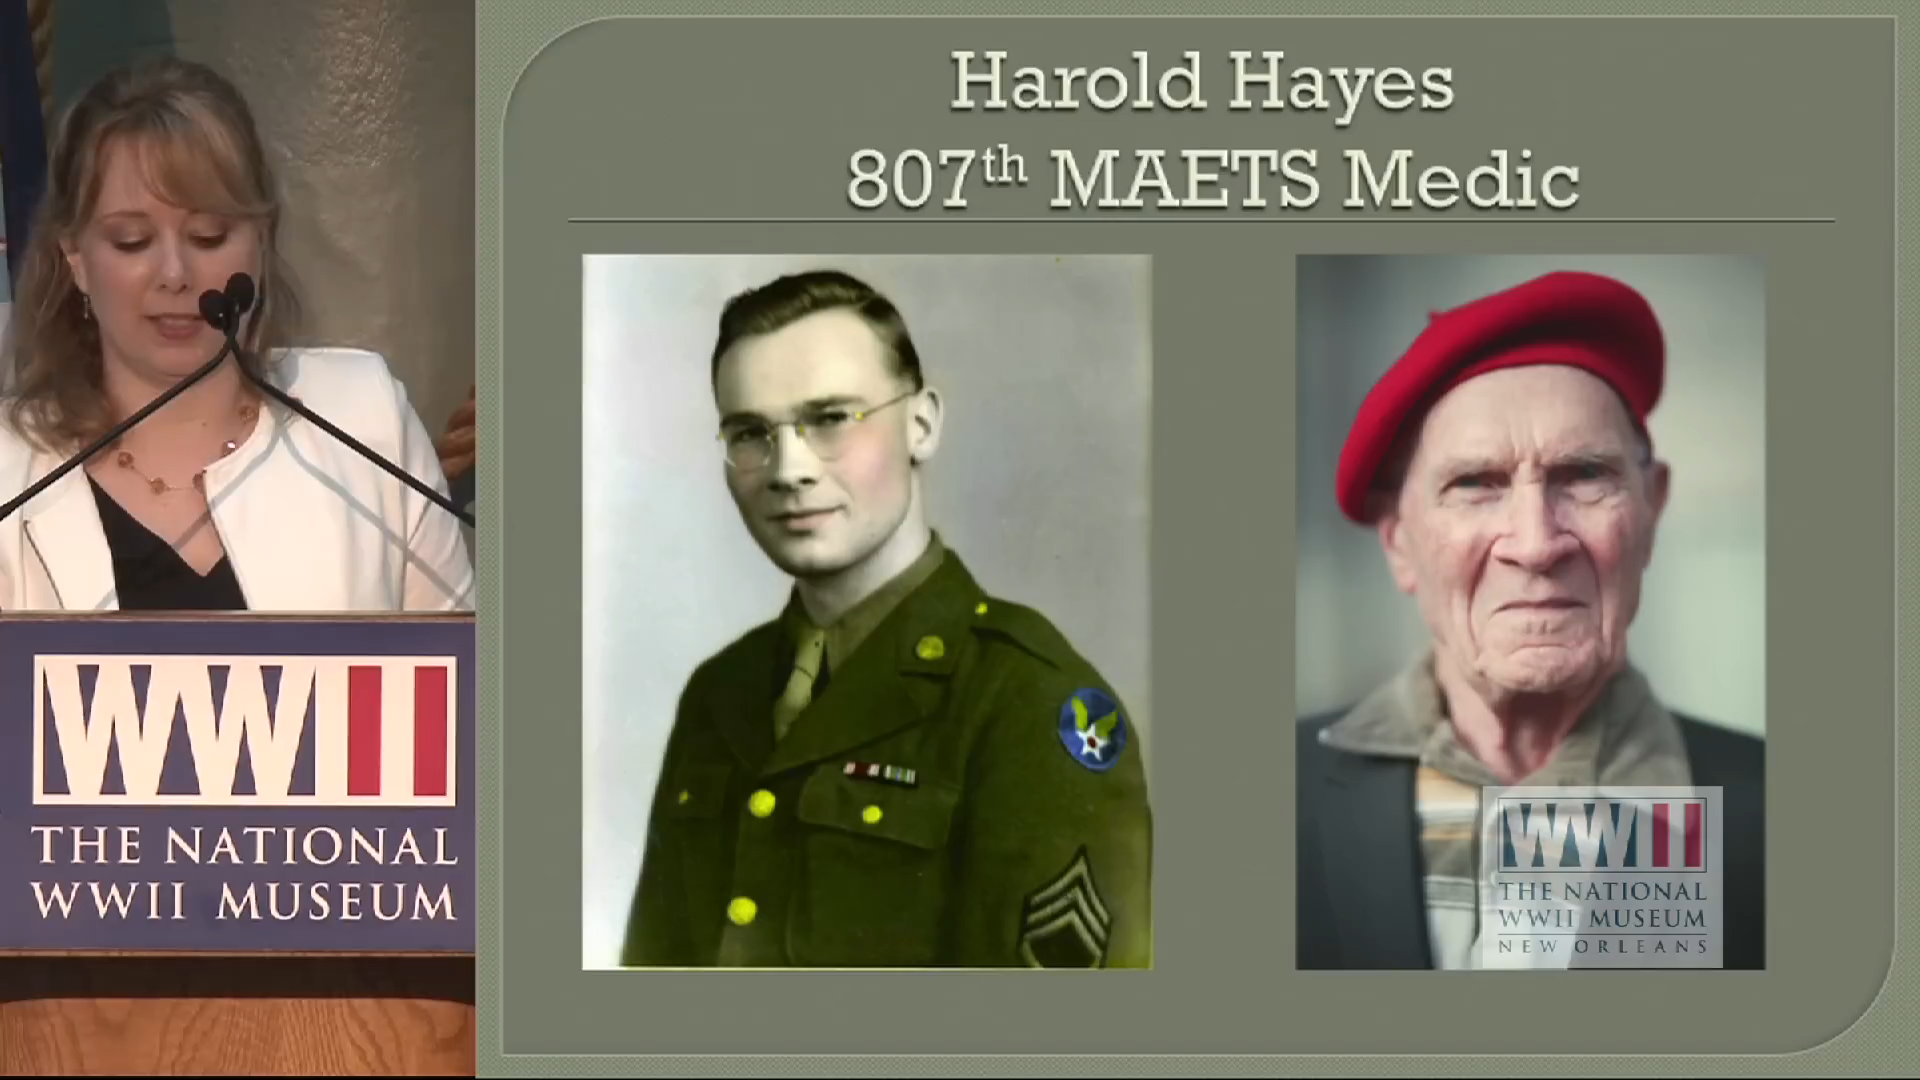 Harold Hayes
807th MAETS Medic
WWII
THE NATIONAL
WWII MUSEUM
WWII
THE NATIONAL
WWII MUSEUM
NEW ORLEANS